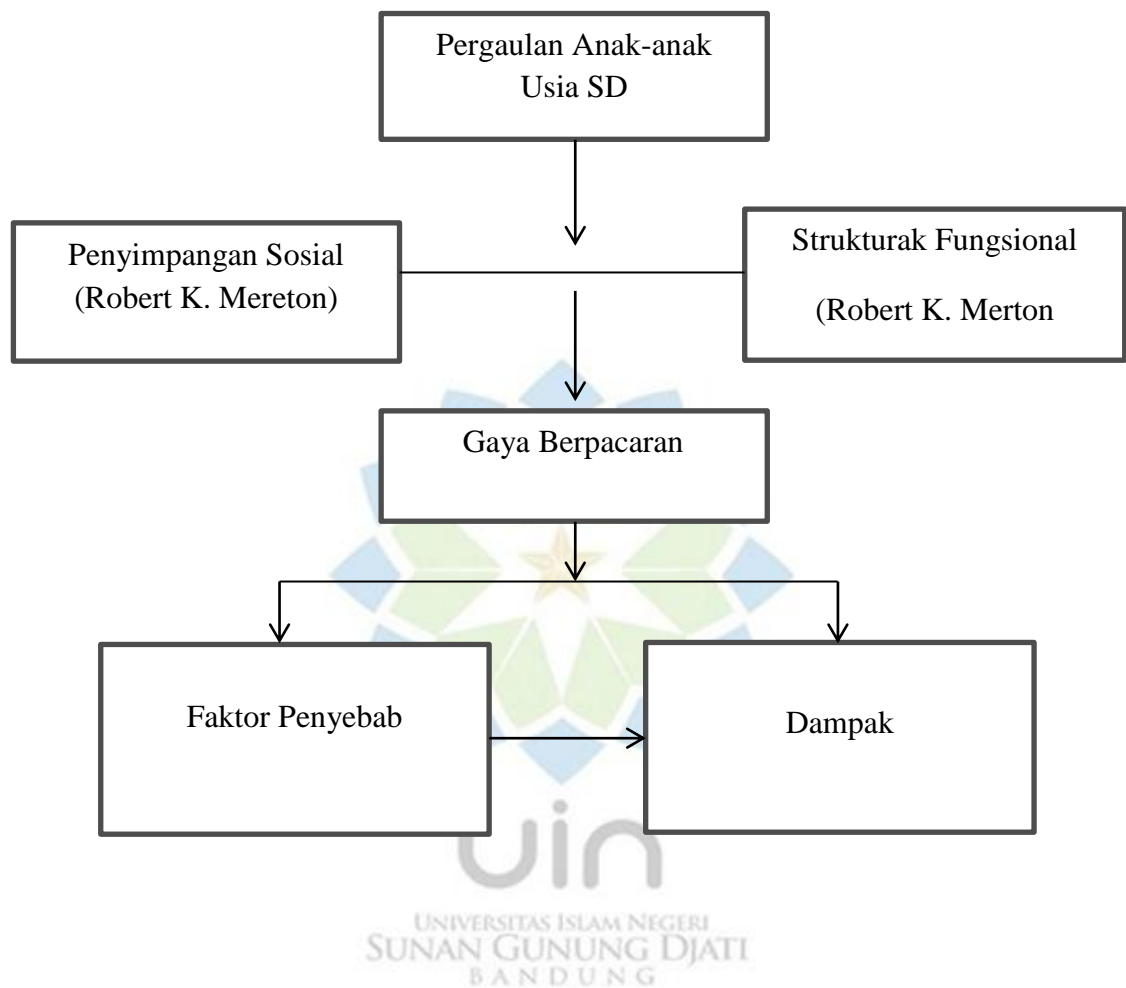 Pergaulan Anak-anak
Usia SD
Penyimpangan Sosial
(Robert K. Mereton)
Strukturak Fungsional
(Robert K. Merton
Gaya Berpacaran
Faktor Penyebab
Dampak
uin
UNIVERSITAS ISLAM NEGERI
SUNAN GUNUNG DJATI
BANDUNG